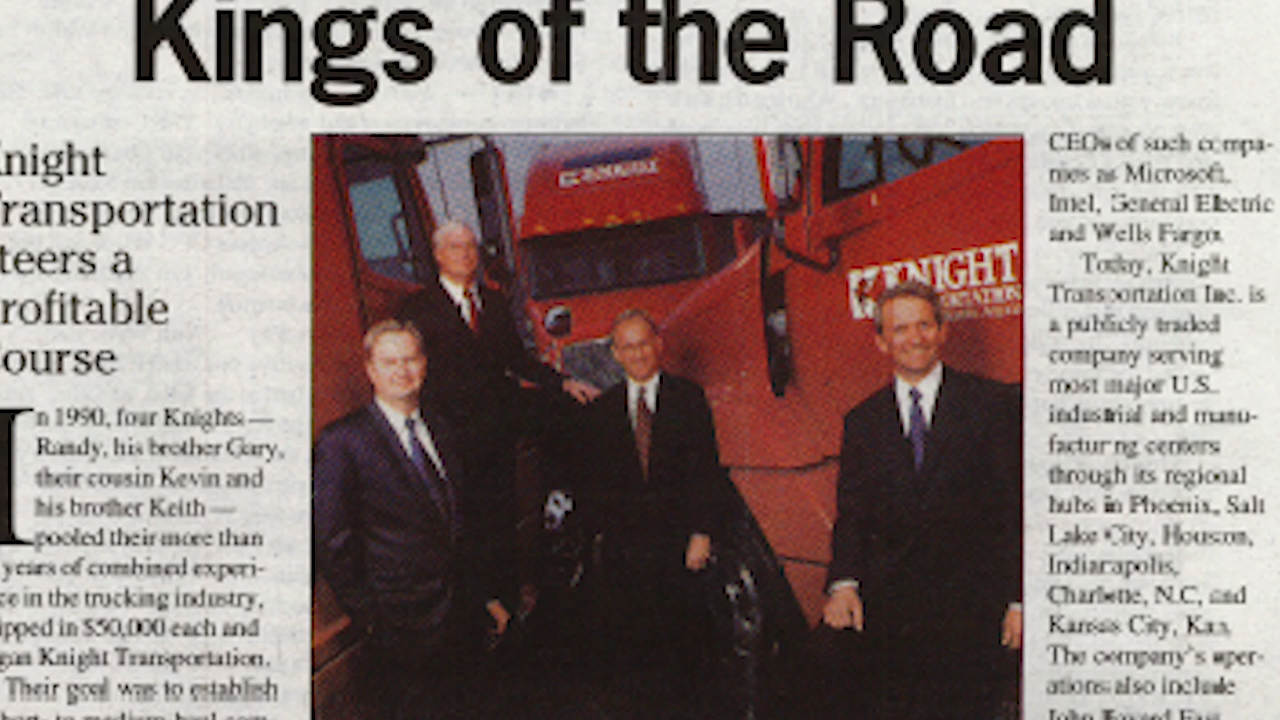 Kings of the Road
night
ransportation
teers a
rofitable
ourse
In 1990, four Knights —
Randy, his brother Gary,
their cousin Kevin and
his brother Keith —
pooled their more than
years of combined experi-
ce in the trucking industry,
ipped in $50,000 each and
gan Knight Transportation.
Their goal was to establish
KNIGHT
KNIGHT
CEOs of such compa-
nies as Microsoft,
Intel, General Electric
and Wells Fargo.
Today, Knight
Transportation Inc. is
a publicly traded
company serving
most major U.S.
industrial and manu-
facturing centers
through its regional
hubs in Phoenix, Salt
Lake City, Houston,
Indianapolis,
Charlotte, N.C, and
Kansas City, Kan.
The company's oper-
ations also include